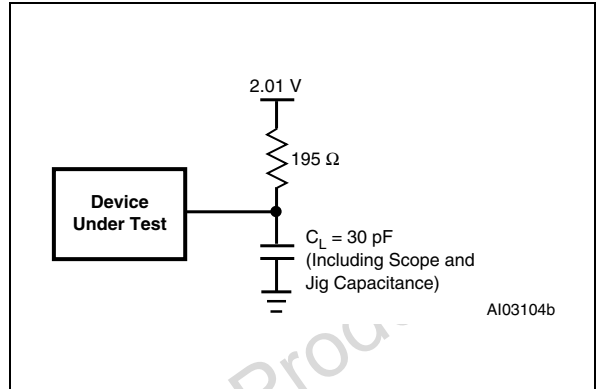 2.01 V
195 Ω
Device
Under Test
C_L = 30 pF
(Including Scope and
Jig Capacitance)
AI03104b